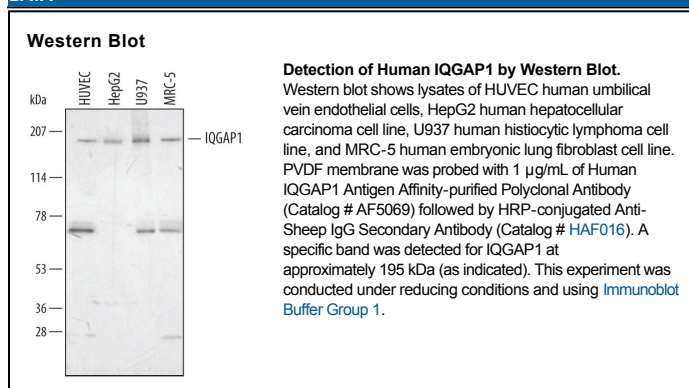 Western Blot
HUVEC
HepG2
U937
MRC-5
kDa
207
IQGAP1
114
78
53
36
28
Detection of Human IQGAP1 by Western Blot.
Western blot shows lysates of HUVEC human umbilical
vein endothelial cells, HepG2 human hepatocellular
carcinoma cell line, U937 human histiocytic lymphoma cell
line, and MRC-5 human embryonic lung fibroblast cell line.
PVDF membrane was probed with 1 µg/mL of Human
IQGAP1 Antigen Affinity-purified Polyclonal Antibody
(Catalog # AF5069) followed by HRP-conjugated Anti-
Sheep IgG Secondary Antibody (Catalog # HAF016). A
specific band was detected for IQGAP1 at
approximately 195 kDa (as indicated). This experiment was
conducted under reducing conditions and using Immunoblot
Buffer Group 1.